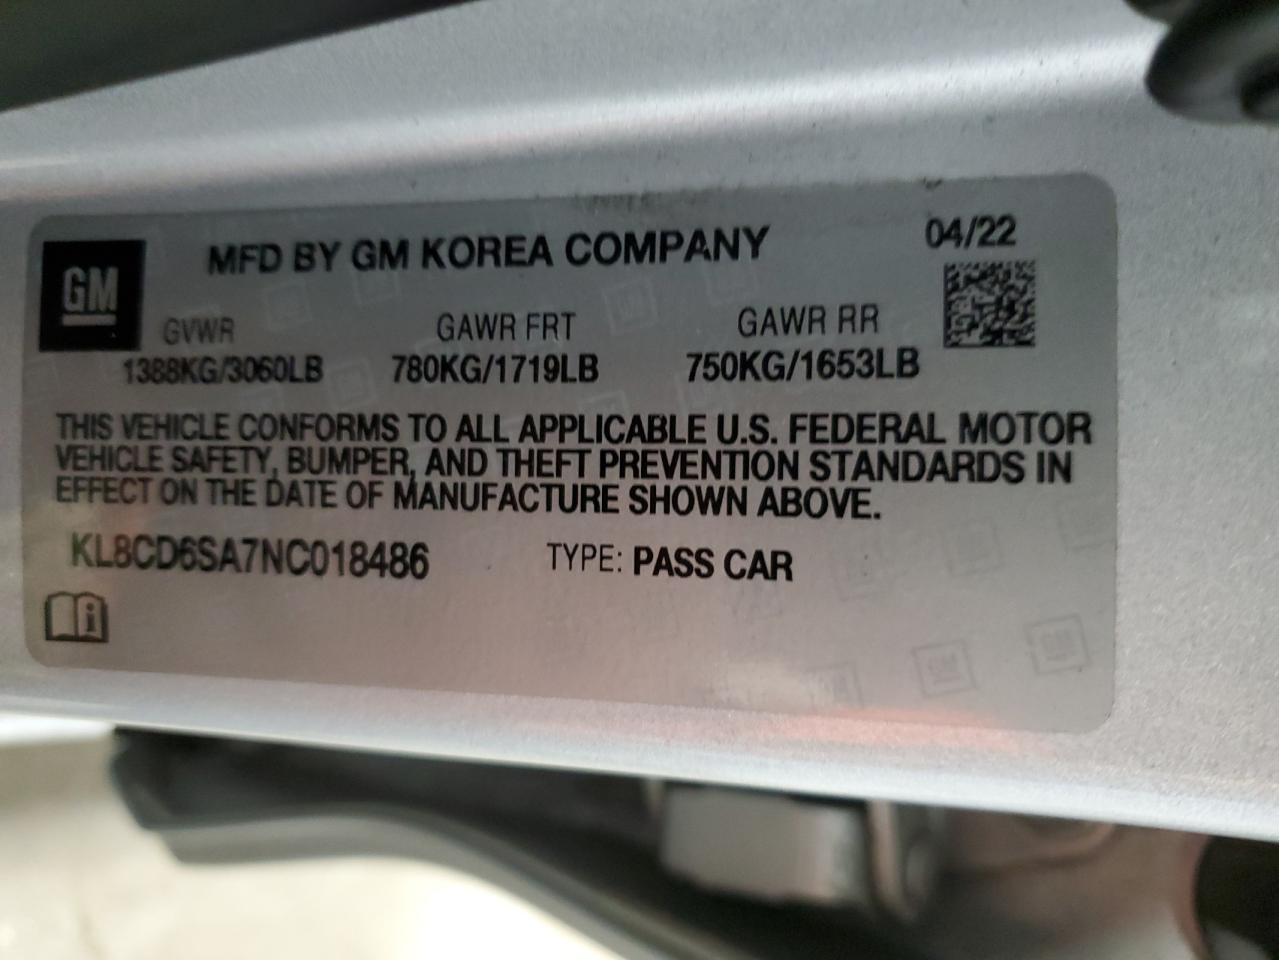 MFD BY GM KOREA COMPANY 04/22
GM
GVWR GAWR FRT GAWR RR
1388KG/3060LB 780KG/1719LB 750KG/1653LB
THIS VEHICLE CONFORMS TO ALL APPLICABLE U.S. FEDERAL MOTOR
VEHICLE SAFETY, BUMPER, AND THEFT PREVENTION STANDARDS IN
EFFECT ON THE DATE OF MANUFACTURE SHOWN ABOVE.
KL8CD6SA7NC018486 TYPE: PASS CAR